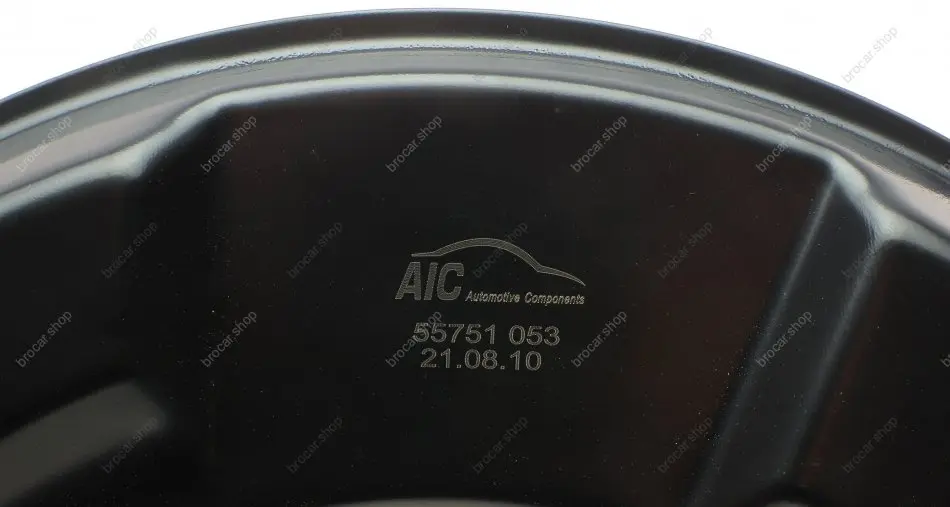 AIC Automotive Components
55751 053
21.08.10
brocar.shop